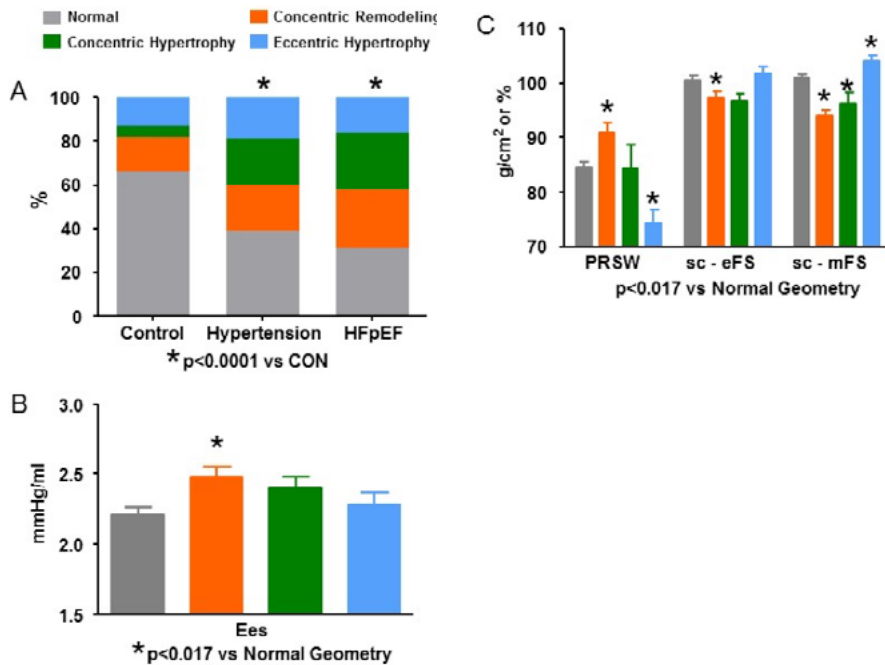 Normal
Concentric Remodeling
Concentric Hypertrophy
Eccentric Hypertrophy
A
*
*
100
80
60
40
20
0
%
Control
Hypertension
HFpEF
*p<0.0001 vs CON
B
3.0
2.5
2.0
1.5
mmHg/ml
*
Ees
*p<0.017 vs Normal Geometry
C
110
100
90
80
70
g/cm² or %
*
*
*
*
*
*
PRSW
sc - eFS
sc - mFS
p<0.017 vs Normal Geometry